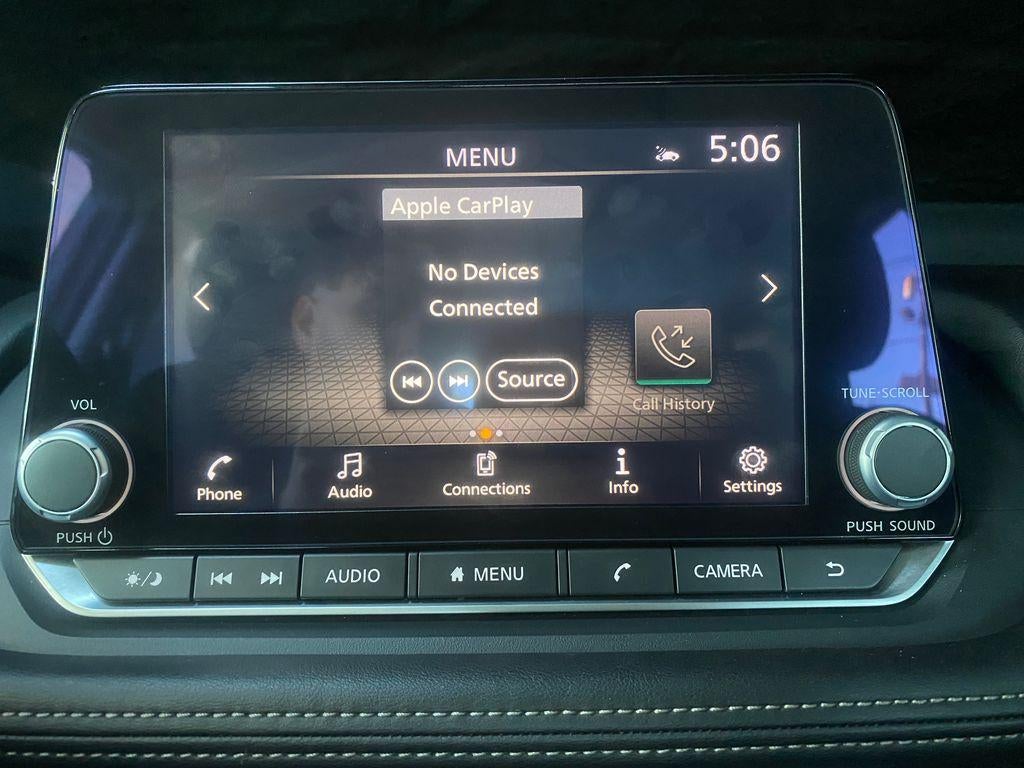 MENU
5:06
Apple CarPlay
No Devices
Connected
Source
Call History
VOL
TUNE·SCROLL
Phone
Audio
Connections
Info
Settings
PUSH
PUSH SOUND
AUDIO
MENU
CAMERA